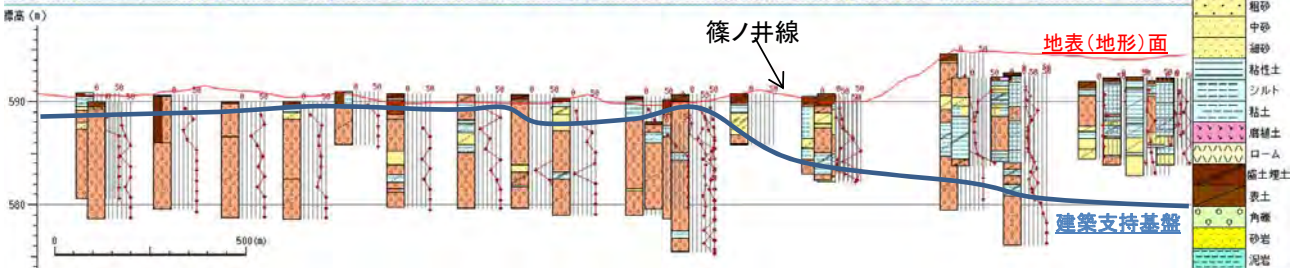 標高(m)
篠ノ井線
地表(地形)面
590
580
建築支持基盤
0 500(m)
粗砂
中砂
細砂
粘性土
シルト
粘土
腐植土
ローム
盛土埋土
表土
角礫
砂岩
泥岩